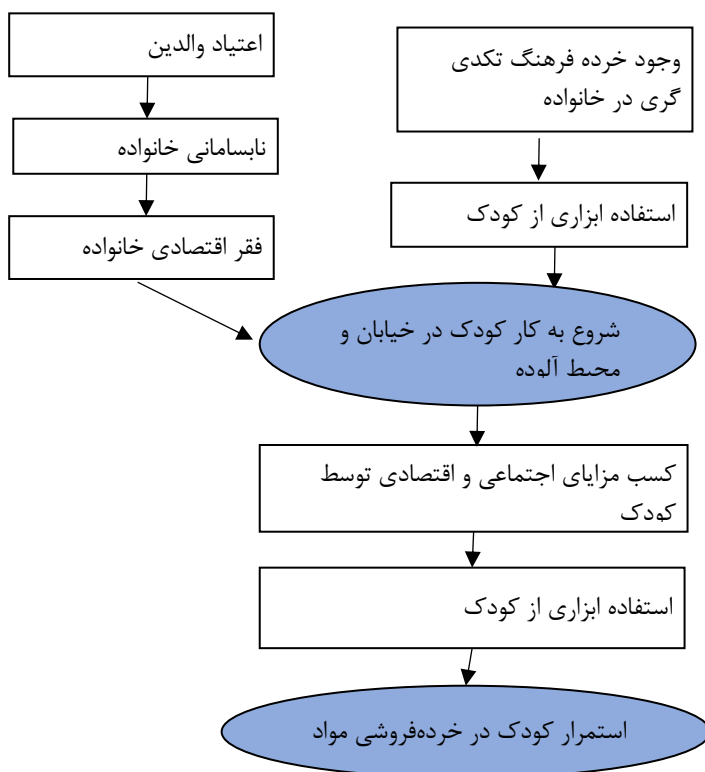 اعتیاد والدین
وجود خرده فرهنگ تکدی
گری در خانواده
نابسامانی خانواده
استفاده ابزاری از کودک
فقر اقتصادی خانواده
شروع به کار کودک در خیابان و
محیط آلوده
کسب مزایای اجتماعی و اقتصادی توسط
کودک
استفاده ابزاری از کودک
استمرار کودک در خرده‌فروشی مواد